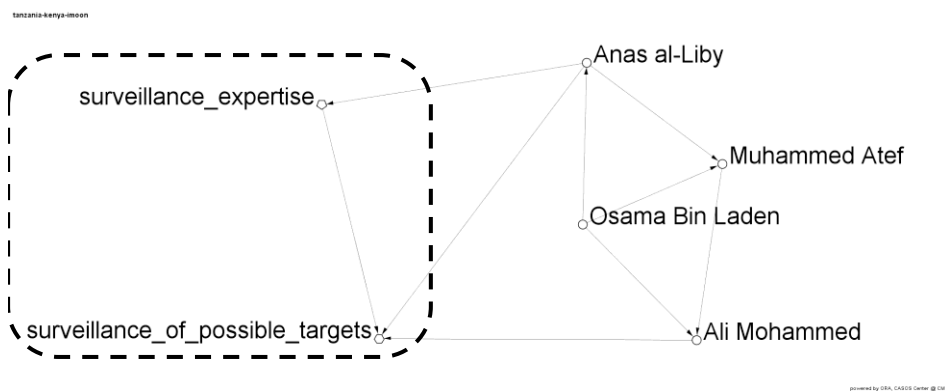 tanzania-kenya-imoon
Anas al-Liby
surveillance_expertise
Muhammed Atef
Osama Bin Laden
surveillance_of_possible_targets
Ali Mohammed
powered by ORA, CASOS Center @ CM